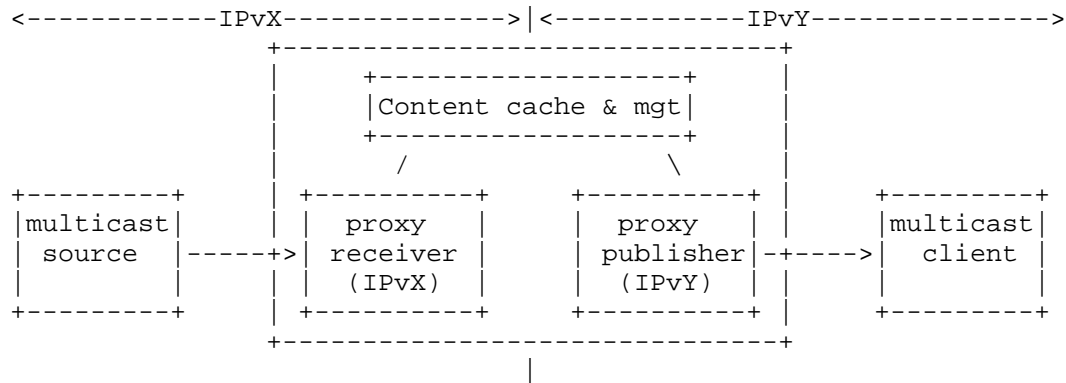 <------------IPvX-------------->|<------------IPvY--------------->
Content cache & mgt
multicast proxy proxy multicast
source receiver publisher client
(IPvX) (IPvY)